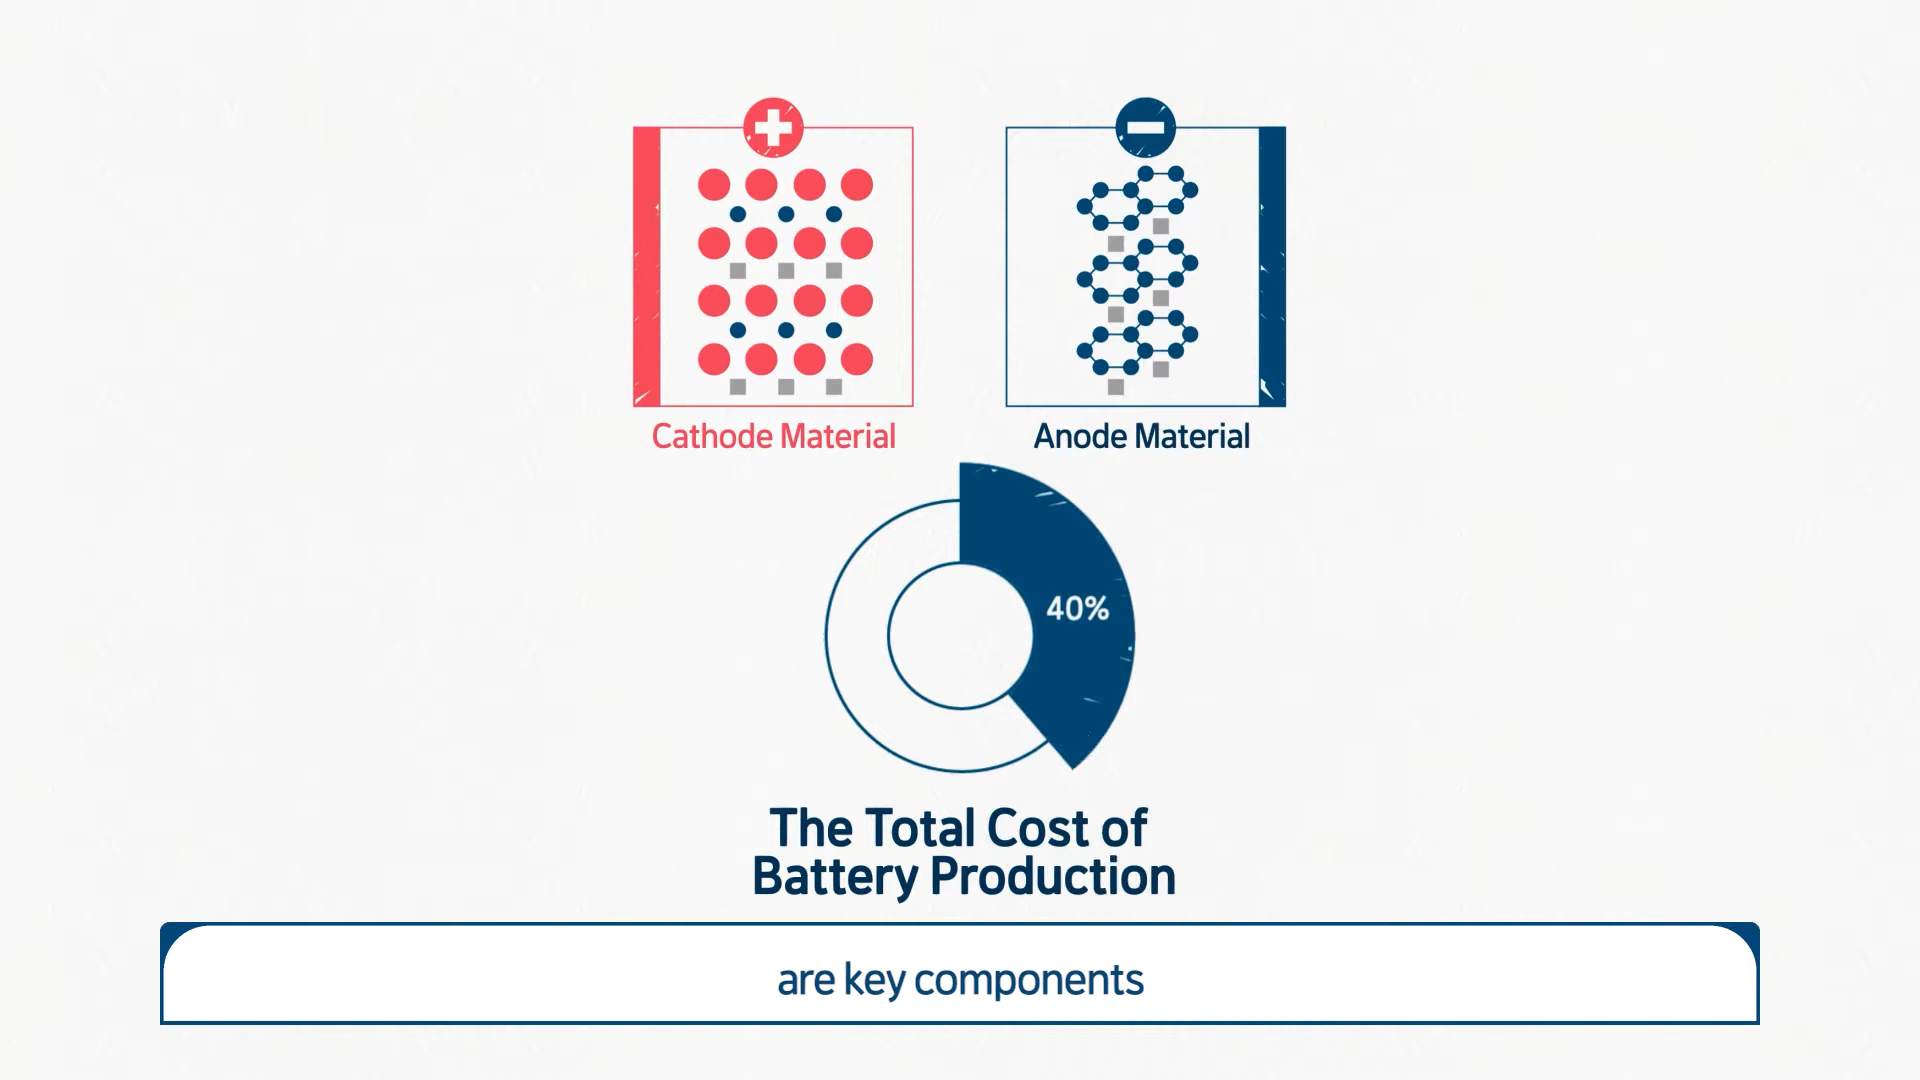 Cathode Material
Anode Material
40%
The Total Cost of
Battery Production
are key components